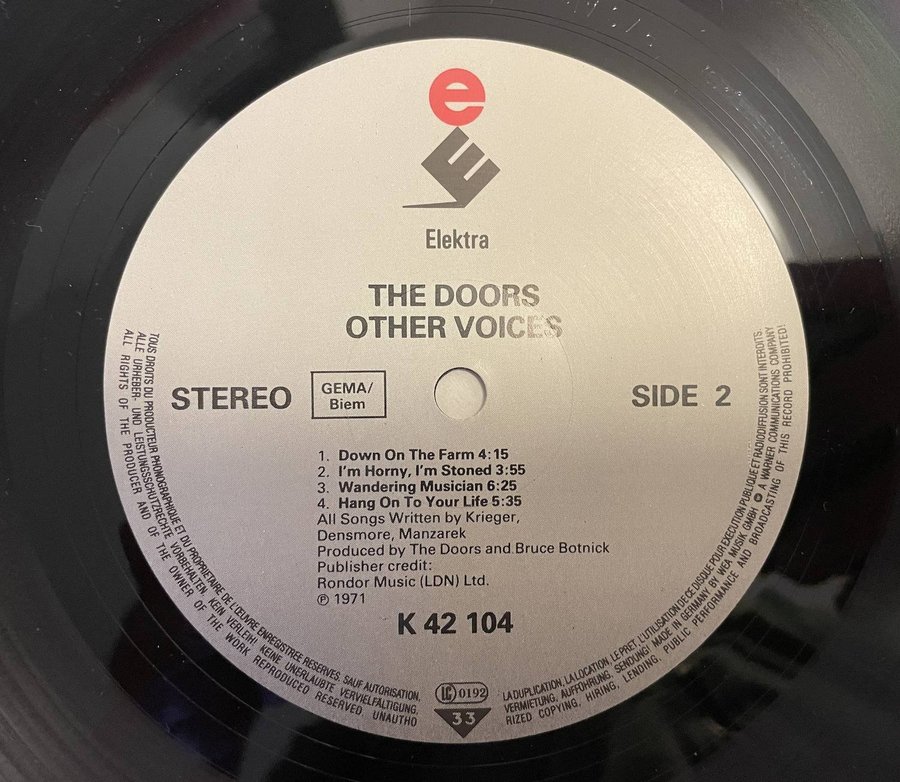 e
E
Elektra
THE DOORS
OTHER VOICES
STEREO
GEMA/
Biem
SIDE 2
1. Down On The Farm 4:15
2. I'm Horny, I'm Stoned 3:55
3. Wandering Musician 6:25
4. Hang On To Your Life 5:35
All Songs Written by Krieger,
Densmore, Manzarek
Produced by The Doors and Bruce Botnick
Publisher credit:
Rondor Music (LDN) Ltd.
℗ 1971
K 42 104
TOUS DROITS DU PRODUCTEUR PHONOGRAPHIQUE ET DU PROPRIETAIRE DE L'ŒUVRE ENREGISTREE RESERVES. SAUF AUTORISATION,
ALLE URHEBER- UND LEISTUNGSSCHUTZRECHTE VORBEHALTEN. KEIN VERLEIH! KEINE UNERLAUBTE VERVIELFÄLTIGUNG,
ALL RIGHTS OF THE PRODUCER AND OF THE OWNER OF THE WORK REPRODUCED RESERVED UNAUTHO
LC 0192
33
LA DUPLICATION, LA LOCATION, LE PRET, L'UTILISATION DE CE DISQUE POUR EXECUTION PUBLIQUE ET RADIODIFFUSION SONT INTERDITS.
VERMIETUNG, AUFFÜHRUNG, SENDUNG! MADE IN GERMANY BY WEA MUSIK GMBH A WARNER COMMUNICATIONS COMPANY
RIZED COPYING, HIRING, LENDING, PUBLIC PERFORMANCE AND BROADCASTING OF THIS RECORD PROHIBITED!